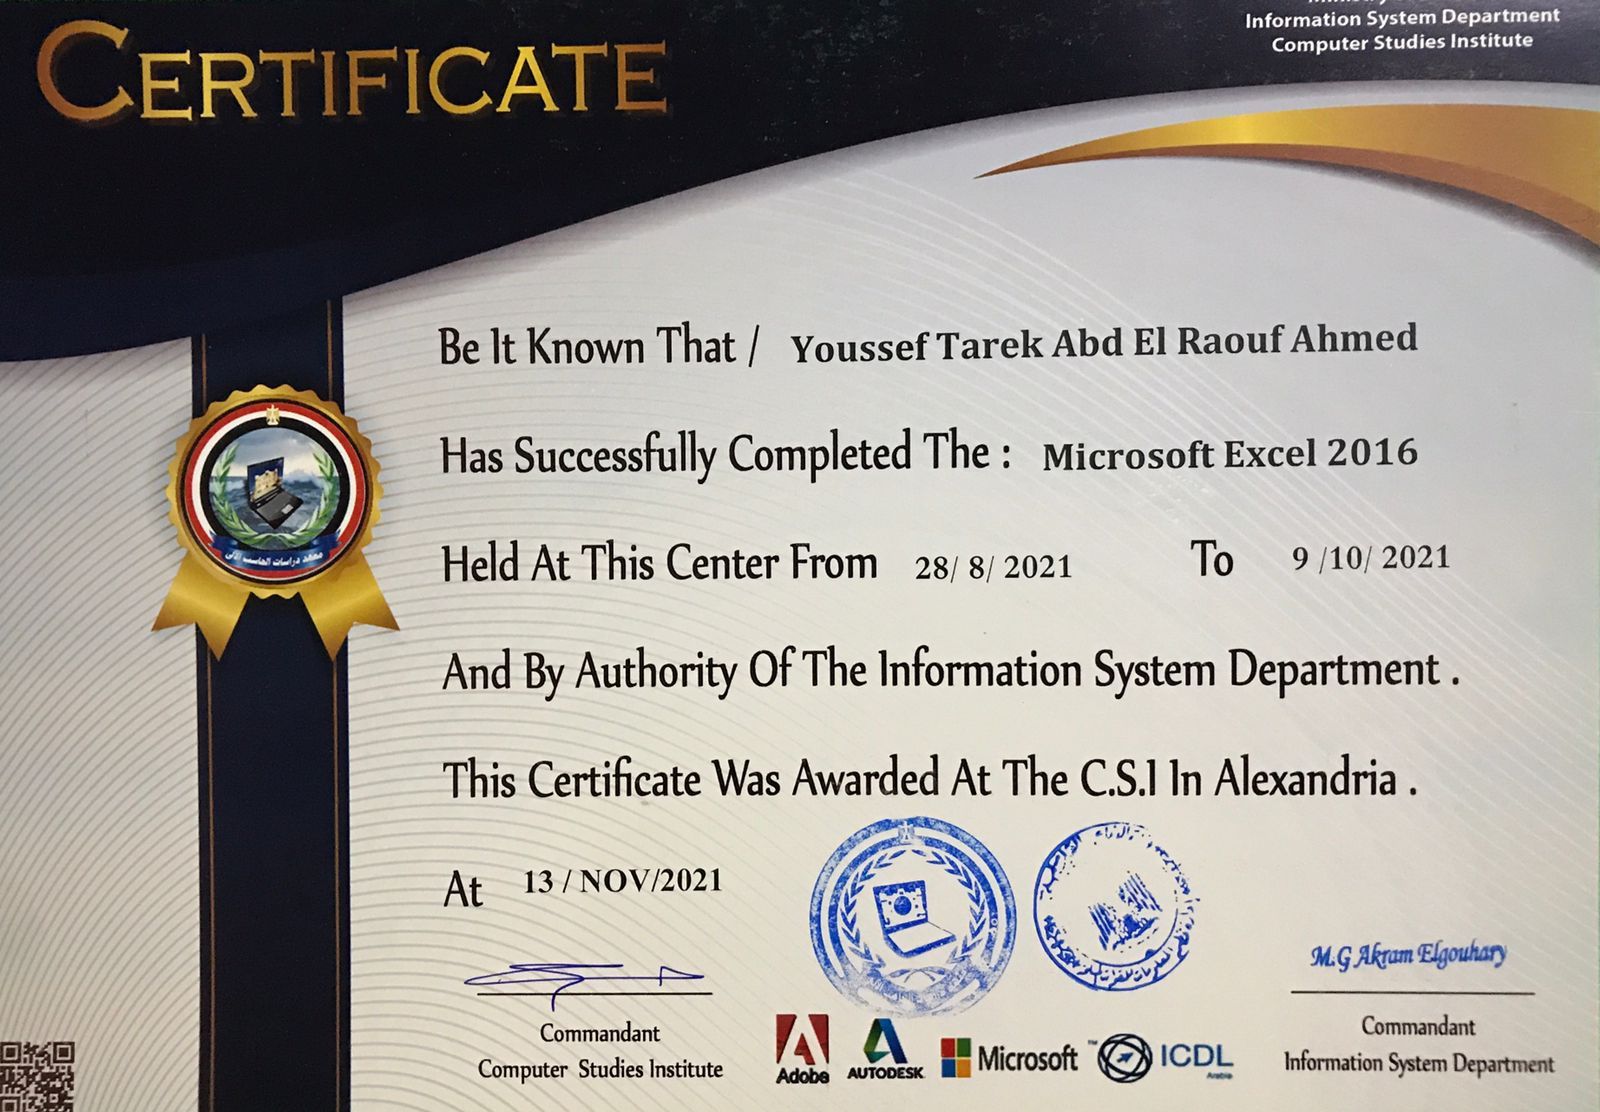 Information System Department
Computer Studies Institute
CERTIFICATE
Be It Known That / Youssef Tarek Abd El Raouf Ahmed
Has Successfully Completed The : Microsoft Excel 2016
Held At This Center From 28/ 8/ 2021 To 9 /10/ 2021
And By Authority Of The Information System Department .
This Certificate Was Awarded At The C.S.I In Alexandria .
معهد دراسات الحاسب الآلى
At 13 / NOV/2021
M.G Akram Elgouhary
Commandant
Computer Studies Institute
Adobe
AUTODESK
Microsoft
ICDL
Arabia
Commandant
Information System Department